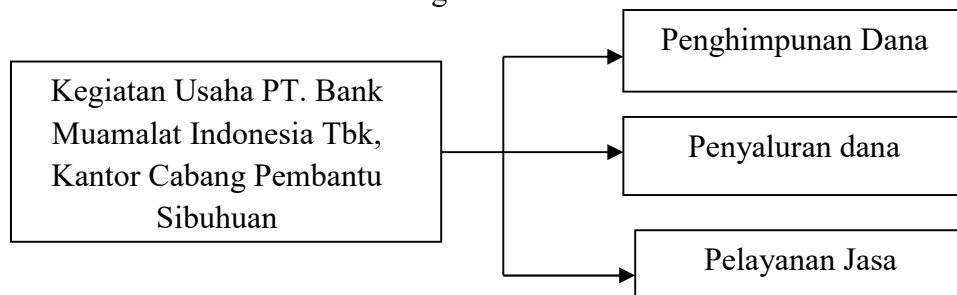 Kegiatan Usaha PT. Bank
Muamalat Indonesia Tbk,
Kantor Cabang Pembantu
Sibuhuan
Penghimpunan Dana
Penyaluran dana
Pelayanan Jasa